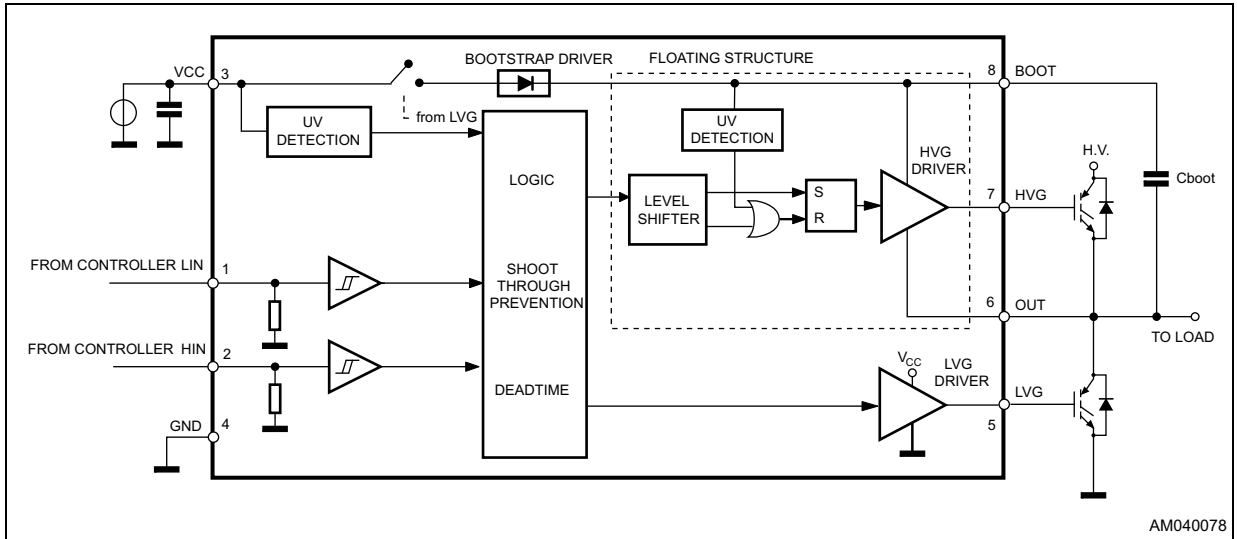 BOOTSTRAP DRIVER
FLOATING STRUCTURE
VCC
3
8
BOOT
from LVG
UV
DETECTION
UV
DETECTION
H.V.
HVG
DRIVER
Cboot
LOGIC
LEVEL
SHIFTER
S
R
7
HVG
FROM CONTROLLER LIN
1
SHOOT
THROUGH
PREVENTION
6
OUT
TO LOAD
FROM CONTROLLER HIN
2
VCC
LVG
DRIVER
DEADTIME
LVG
5
GND
4
AM040078